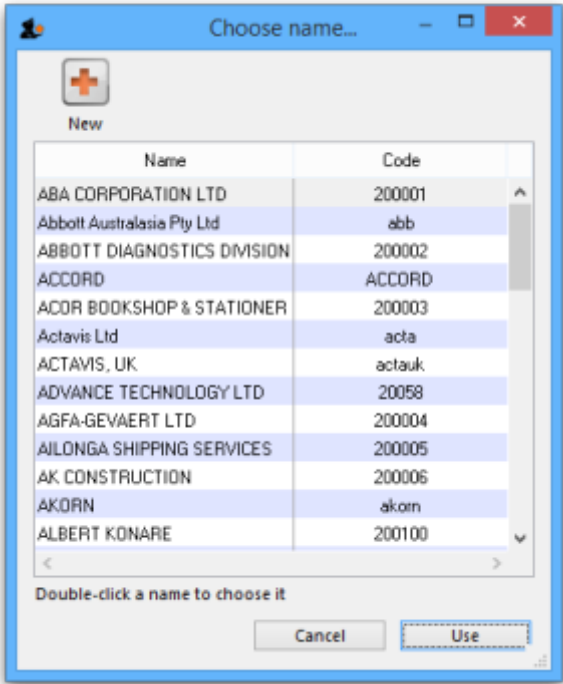 Choose name...
New
Name Code
ABA CORPORATION LTD 200001
Abbott Australasia Pty Ltd abb
ABBOTT DIAGNOSTICS DIVISION 200002
ACCORD ACCORD
ACOR BOOKSHOP & STATIONER 200003
Actavis Ltd acta
ACTAVIS, UK actauk
ADVANCE TECHNOLOGY LTD 20058
AGFA-GEVAERT LTD 200004
AILONGA SHIPPING SERVICES 200005
AK CONSTRUCTION 200006
AKORN akorn
ALBERT KONARE 200100
Double-click a name to choose it
Cancel Use